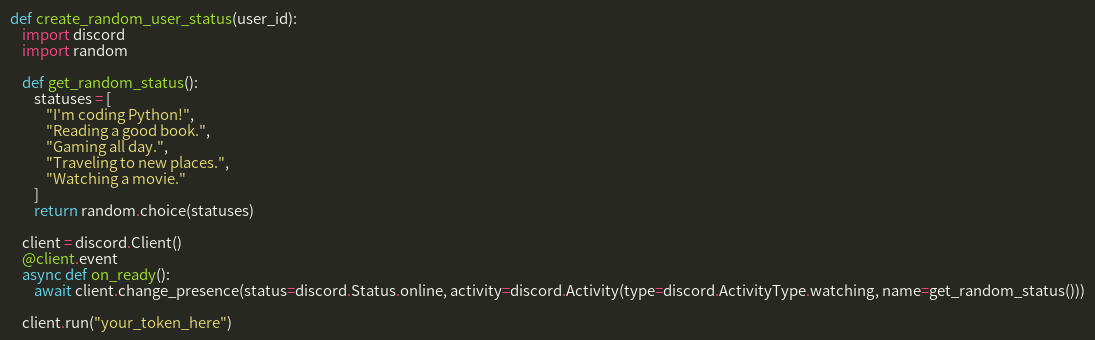 def create_random_user_status(user_id):
import discord
import random
def get_random_status():
statuses = [
"I'm coding Python!",
"Reading a good book.",
"Gaming all day.",
"Traveling to new places.",
"Watching a movie."
]
return random.choice(statuses)
client = discord.Client()
@client.event
async def on_ready():
await client.change_presence(status=discord.Status.online, activity=discord.Activity(type=discord.ActivityType.watching, name=get_random_status()))
client.run("your_token_here")